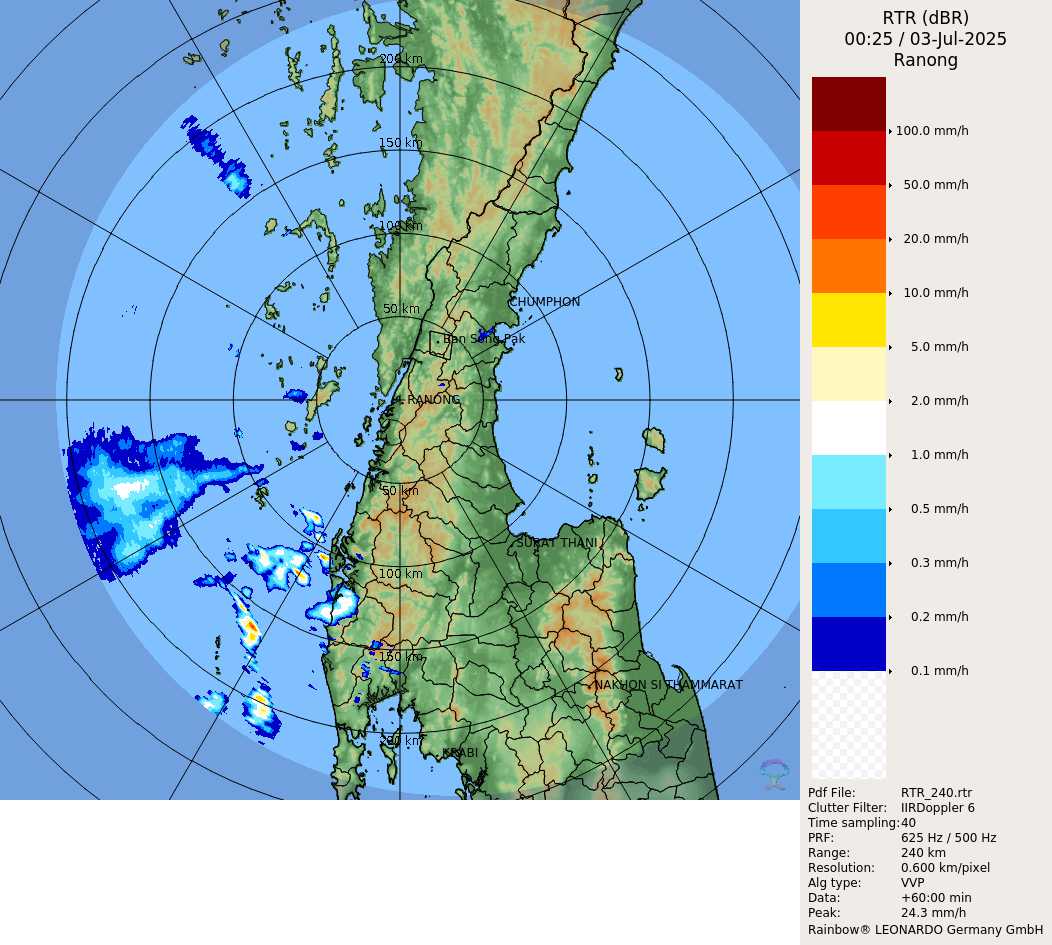 RTR (dBR)
00:25 / 03-Jul-2025
Ranong
200 km
150 km
100 km
50 km
CHUMPHON
Ban Song Pak
RANONG
50 km
SURAT THANI
100 km
150 km
NAKHON SI THAMMARAT
200 km
KRABI
100.0 mm/h
50.0 mm/h
20.0 mm/h
10.0 mm/h
5.0 mm/h
2.0 mm/h
1.0 mm/h
0.5 mm/h
0.3 mm/h
0.2 mm/h
0.1 mm/h
Pdf File: RTR_240.rtr
Clutter Filter: IIRDoppler 6
Time sampling:40
PRF: 625 Hz / 500 Hz
Range: 240 km
Resolution: 0.600 km/pixel
Alg type: VVP
Data: +60:00 min
Peak: 24.3 mm/h
Rainbow® LEONARDO Germany GmbH